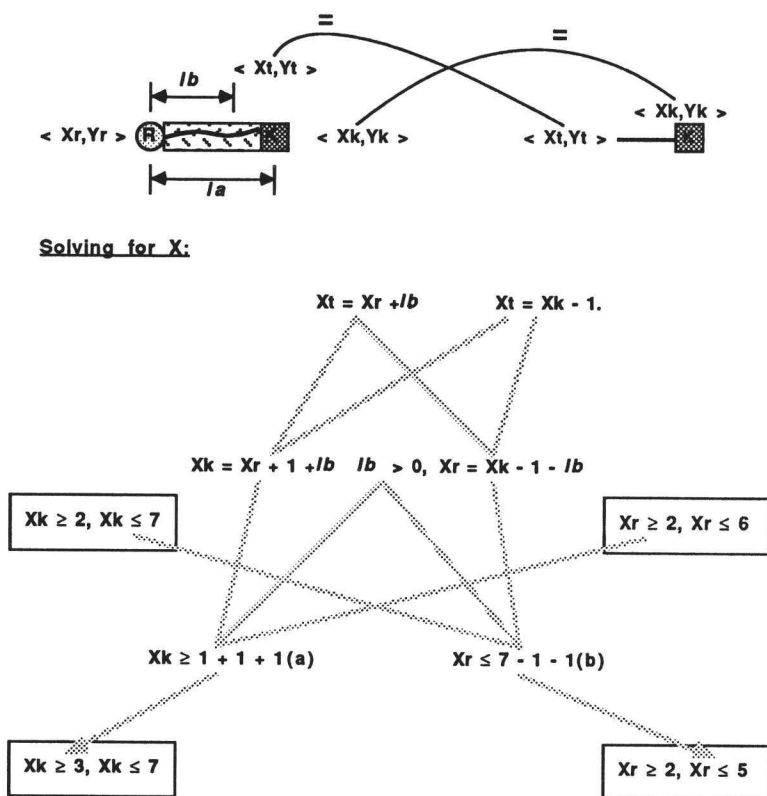 = =
lb
< Xt,Yt >
< Xk,Yk >
< Xr,Yr > R K < Xk,Yk > < Xt,Yt > K
la
Solving for X:
Xt = Xr +lb Xt = Xk - 1.
Xk = Xr + 1 +lb lb > 0, Xr = Xk - 1 - lb
Xk ≥ 2, Xk ≤ 7 Xr ≥ 2, Xr ≤ 6
Xk ≥ 1 + 1 + 1(a) Xr ≤ 7 - 1 - 1(b)
Xk ≥ 3, Xk ≤ 7 Xr ≥ 2, Xr ≤ 5